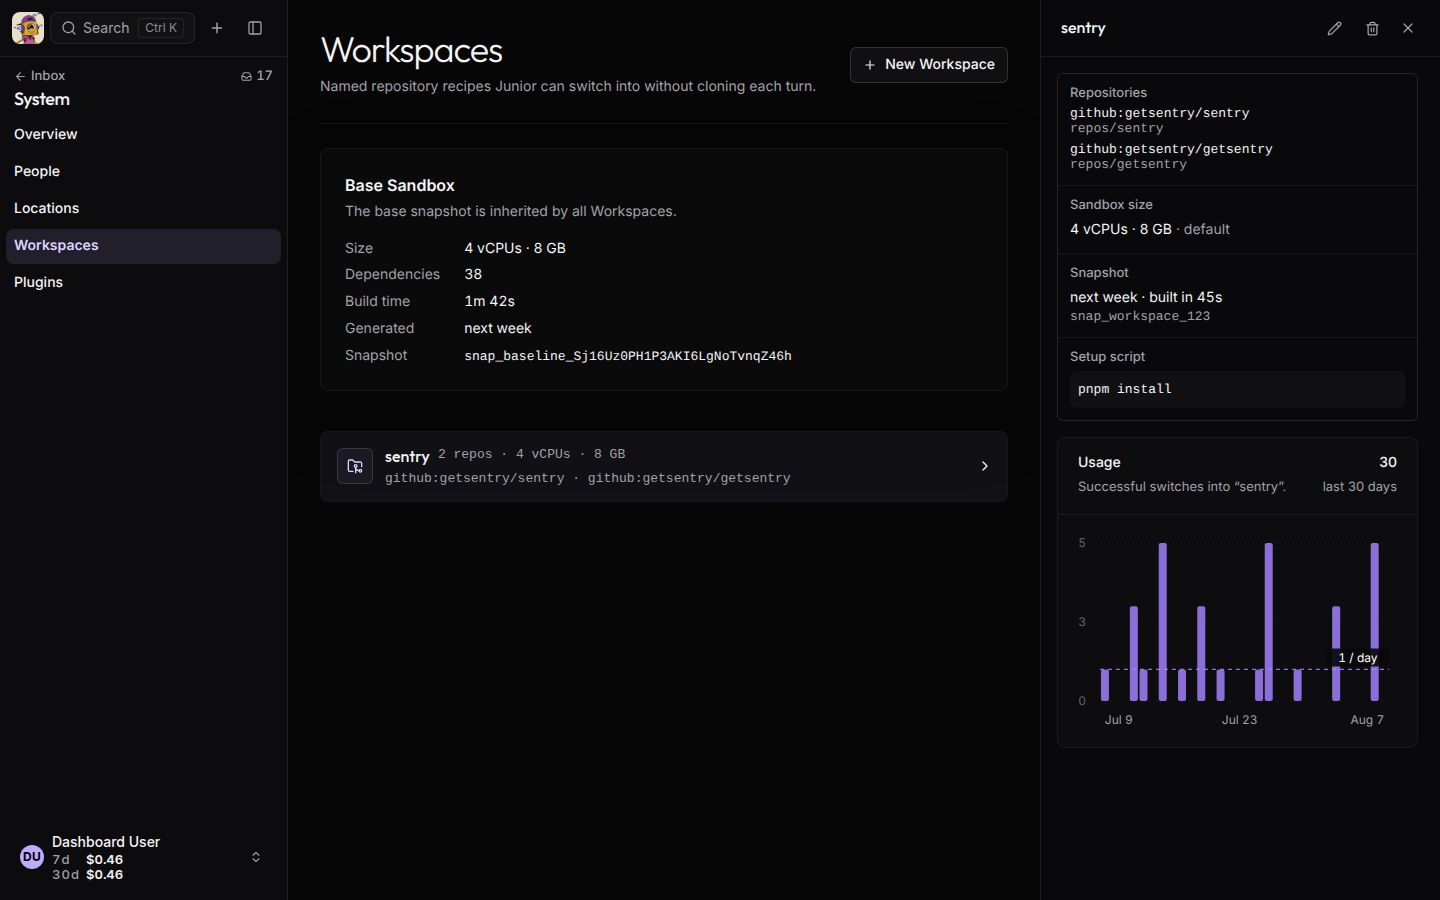 Search
Ctrl K
Inbox
17
System
Overview
People
Locations
Workspaces
Plugins
DU
Dashboard User
7d $0.46
30d $0.46
Workspaces
Named repository recipes Junior can switch into without cloning each turn.
New Workspace
Base Sandbox
The base snapshot is inherited by all Workspaces.
Size 4 vCPUs · 8 GB
Dependencies 38
Build time 1m 42s
Generated next week
Snapshot snap_baseline_Sj16Uz0PH1P3AKI6LgNoTvnqZ46h
sentry 2 repos · 4 vCPUs · 8 GB
github:getsentry/sentry · github:getsentry/getsentry
sentry
Repositories
github:getsentry/sentry
repos/sentry
github:getsentry/getsentry
repos/getsentry
Sandbox size
4 vCPUs · 8 GB · default
Snapshot
next week · built in 45s
snap_workspace_123
Setup script
pnpm install
Usage 30
Successful switches into “sentry”. last 30 days
5
3
1 / day
0
Jul 9 Jul 23 Aug 7